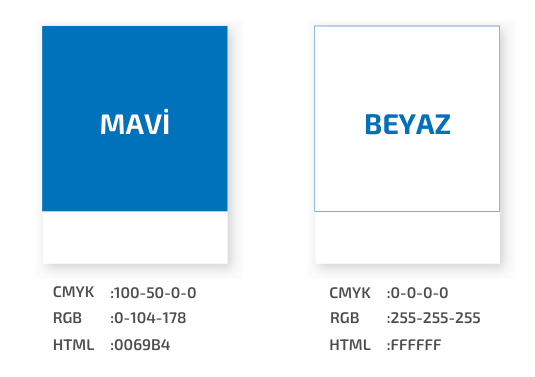 MAVİ
BEYAZ
CMYK :100-50-0-0
RGB :0-104-178
HTML :0069B4
CMYK :0-0-0-0
RGB :255-255-255
HTML :FFFFFF